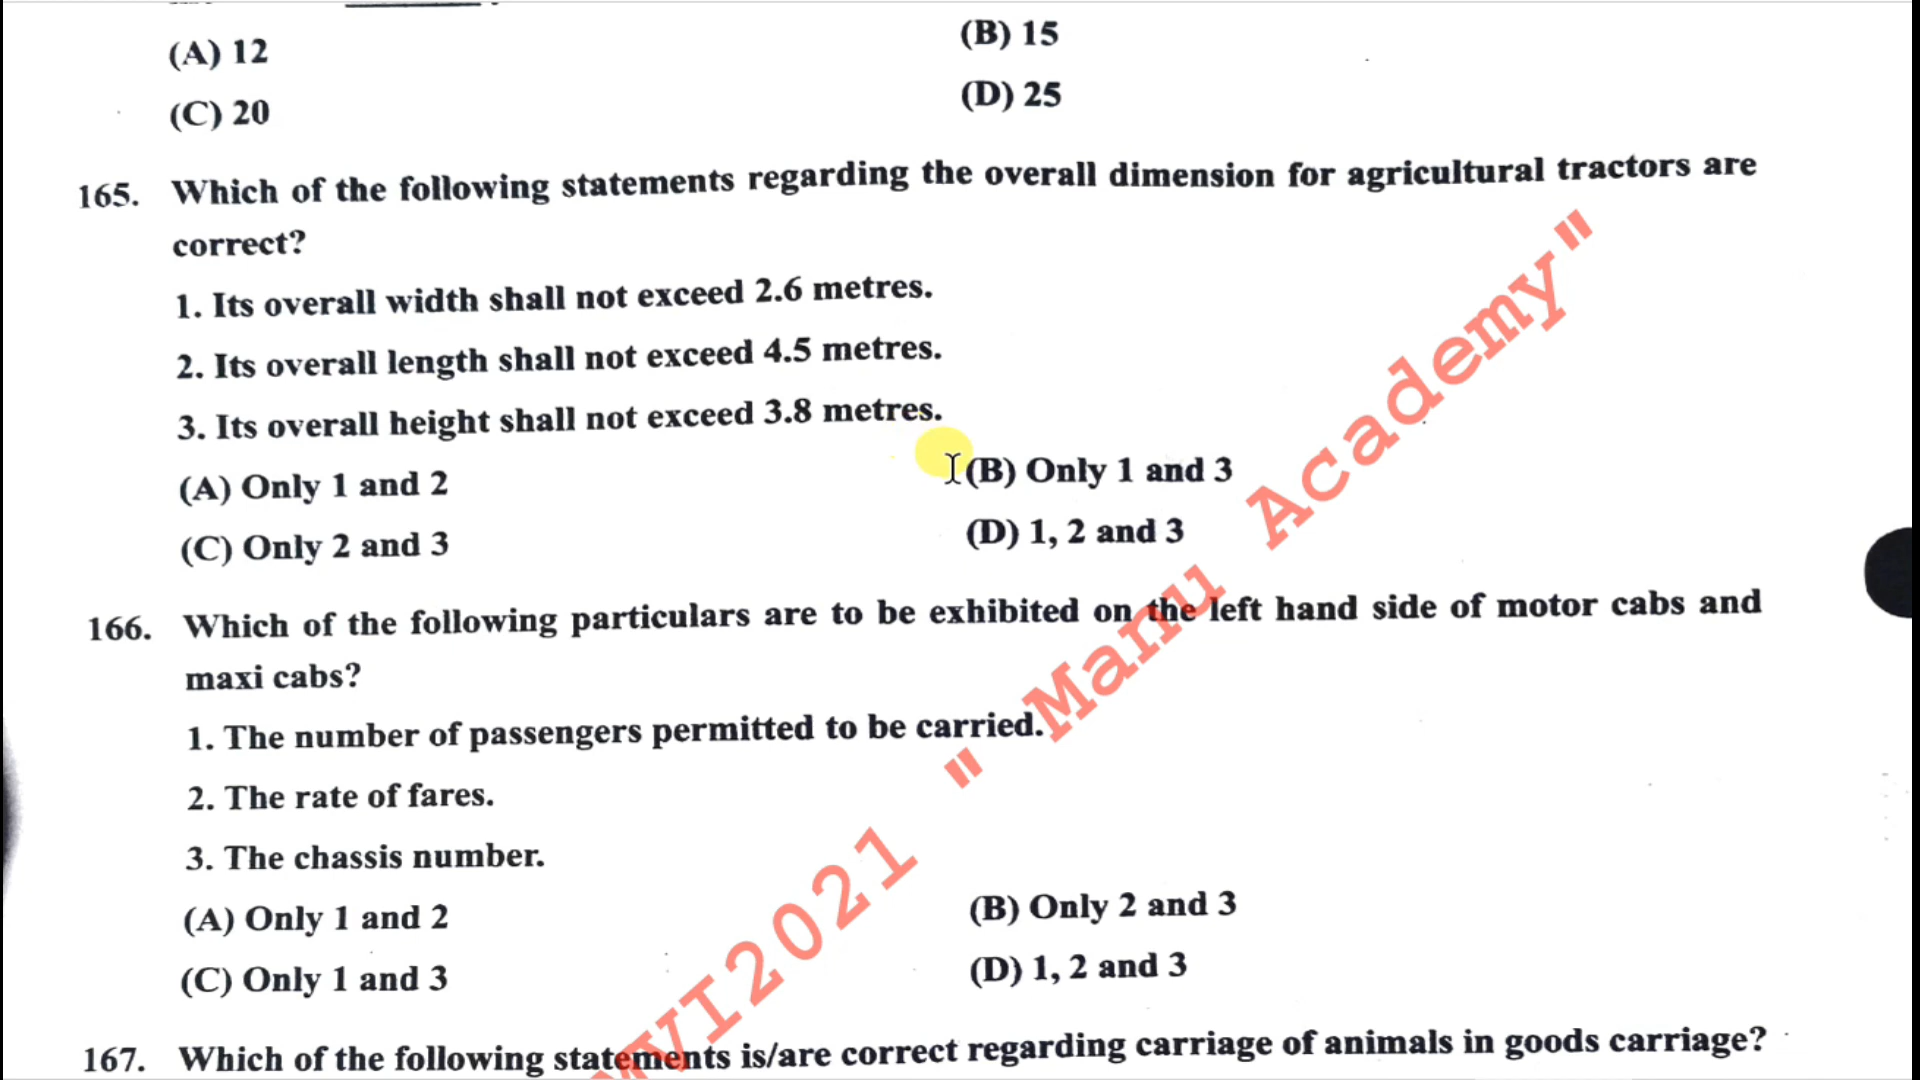 (A) 12
(B) 15
(C) 20
(D) 25
165. Which of the following statements regarding the overall dimension for agricultural tractors are
correct?
1. Its overall width shall not exceed 2.6 metres.
2. Its overall length shall not exceed 4.5 metres.
3. Its overall height shall not exceed 3.8 metres.
(A) Only 1 and 2
(B) Only 1 and 3
(C) Only 2 and 3
(D) 1, 2 and 3
166. Which of the following particulars are to be exhibited on the left hand side of motor cabs and
maxi cabs?
1. The number of passengers permitted to be carried.
2. The rate of fares.
3. The chassis number.
(A) Only 1 and 2
(B) Only 2 and 3
(C) Only 1 and 3
(D) 1, 2 and 3
167. Which of the following statements is/are correct regarding carriage of animals in goods carriage?
MVI2021 " Manu Academy"